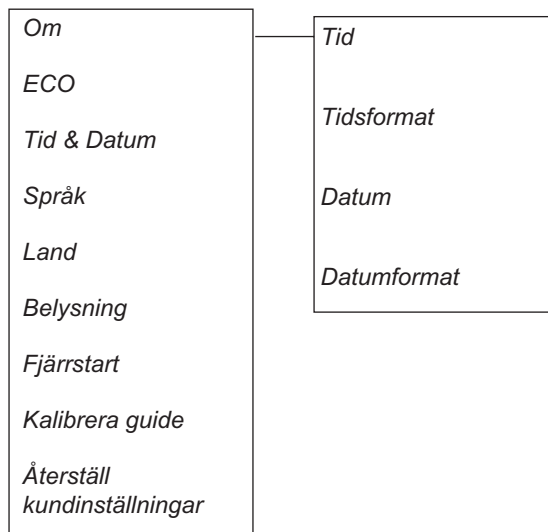 Om
ECO
Tid & Datum
Språk
Land
Belysning
Fjärrstart
Kalibrera guide
Återställ
kundinställningar
Tid
Tidsformat
Datum
Datumformat